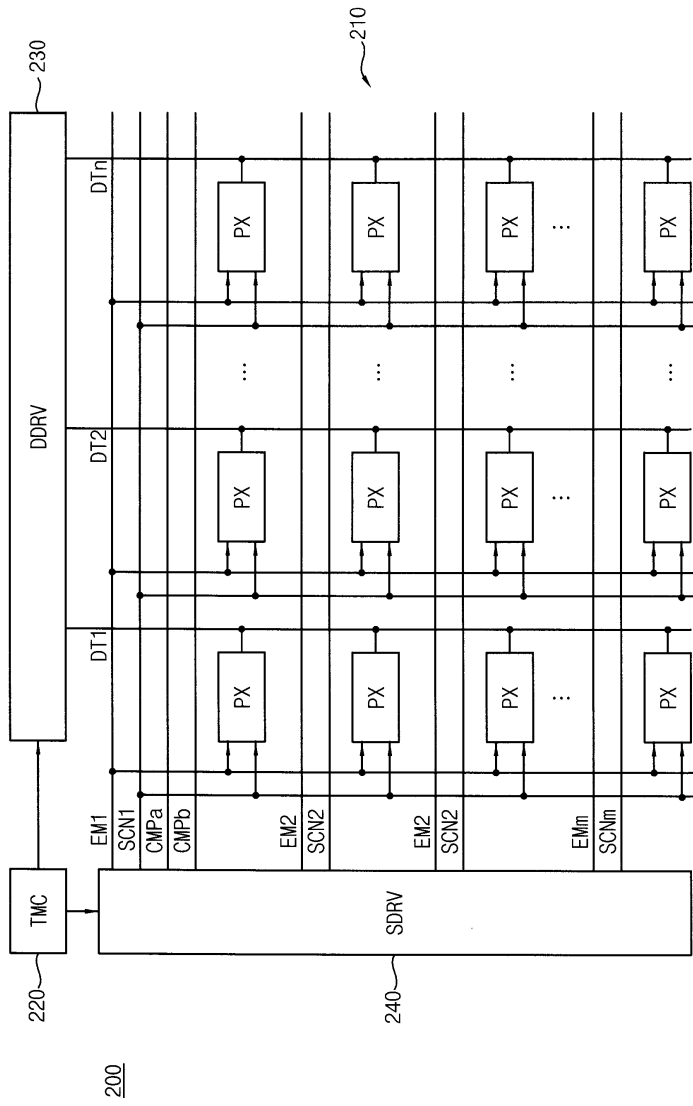 200
220
TMC
DDRV
230
210
240
SDRV
DT1
DT2
DTn
EM1
SCN1
CMPa
CMPb
PX
PX
...
PX
EM2
SCN2
PX
PX
...
PX
EM2
SCN2
PX
PX
...
PX
...
...
...
EMm
SCNm
PX
PX
...
PX